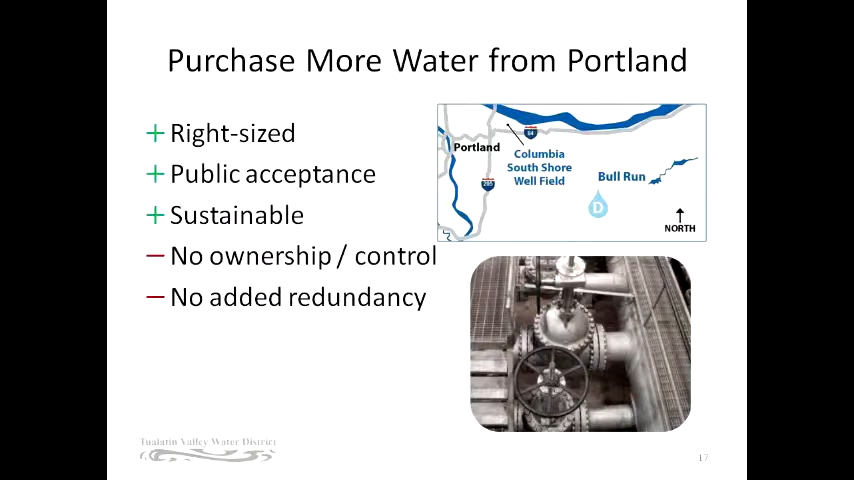 Purchase More Water from Portland
+ Right-sized
+ Public acceptance
+ Sustainable
− No ownership / control
− No added redundancy
84
Portland
Columbia
South Shore
Well Field
Bull Run
205
D
NORTH
Tualatin Valley Water District
17